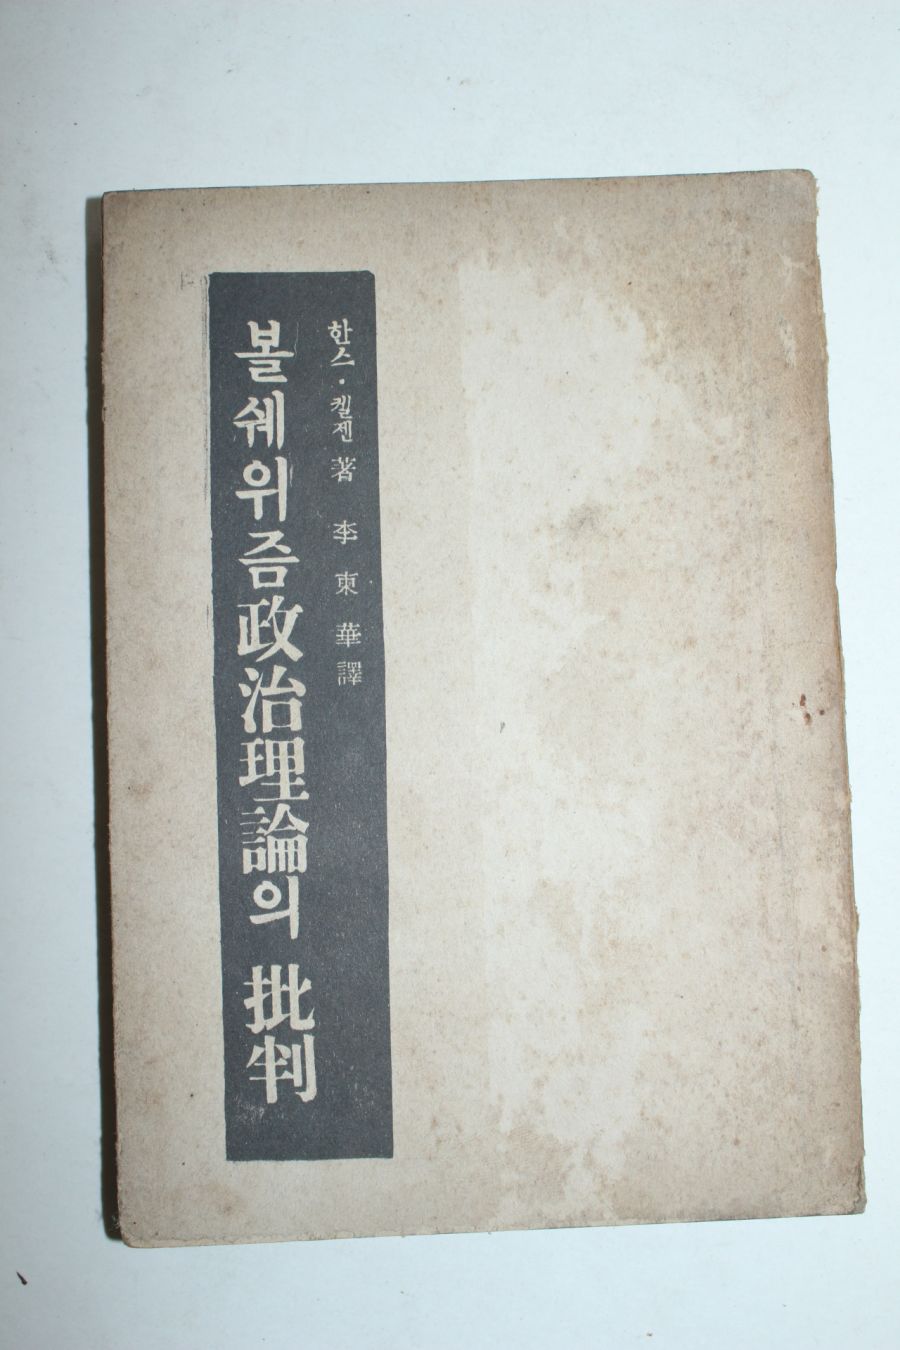 한스·켈젠 著 李東華 譯
볼쉐위즘政治理論의 批判